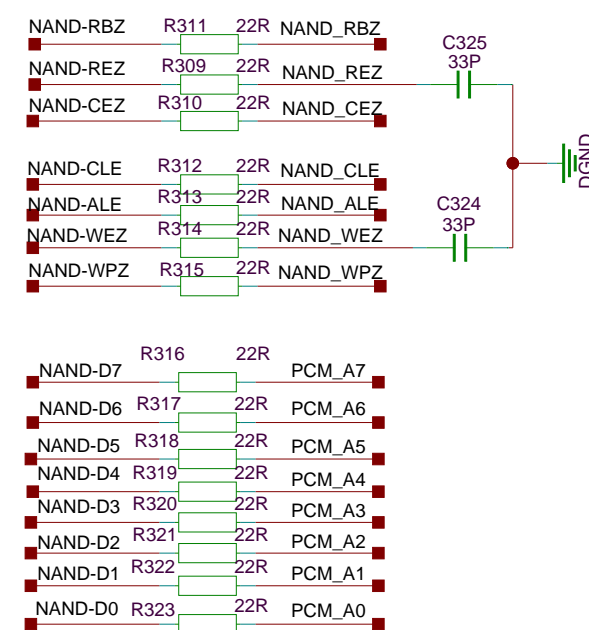 NAND-RBZ R311 22R NAND_RBZ
C325
33P
NAND-REZ R309 22R NAND_REZ
NAND-CEZ R310 22R NAND_CEZ
DGND
NAND-CLE R312 22R NAND_CLE
NAND-ALE R313 22R NAND_ALE
C324
33P
NAND-WEZ R314 22R NAND_WEZ
NAND-WPZ R315 22R NAND_WPZ
R316 22R
NAND-D7 PCM_A7
NAND-D6 R317 22R PCM_A6
NAND-D5 R318 22R PCM_A5
NAND-D4 R319 22R PCM_A4
NAND-D3 R320 22R PCM_A3
NAND-D2 R321 22R PCM_A2
NAND-D1 R322 22R PCM_A1
NAND-D0 R323 22R PCM_A0